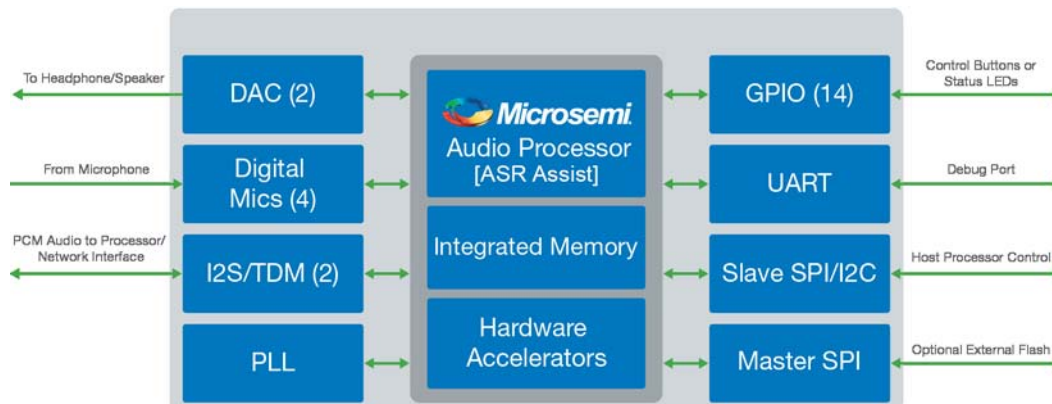 To Headphone/Speaker
DAC (2)
From Microphone
Digital
Mics (4)
PCM Audio to Processor/
Network Interface
I2S/TDM (2)
PLL
Microsemi.
Audio Processor
[ASR Assist]
Integrated Memory
Hardware
Accelerators
GPIO (14)
Control Buttons or
Status LEDs
UART
Debug Port
Slave SPI/I2C
Host Processor Control
Master SPI
Optional External Flash